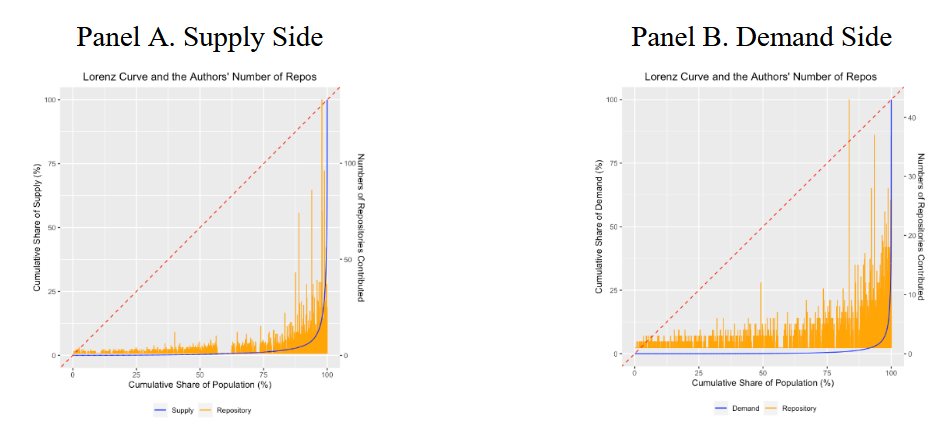 Panel A. Supply Side
Lorenz Curve and the Authors' Number of Repos
100
75
50
25
0
Cumulative Share of Supply (%)
100
50
0
Numbers of Repositories Contributed
0
25
50
75
100
Cumulative Share of Population (%)
Supply
Repository
Panel B. Demand Side
Lorenz Curve and the Authors' Number of Repos
100
75
50
25
0
Cumulative Share of Demand (%)
40
30
20
10
0
Numbers of Repositories Contributed
0
25
50
75
100
Cumulative Share of Population (%)
Demand
Repository